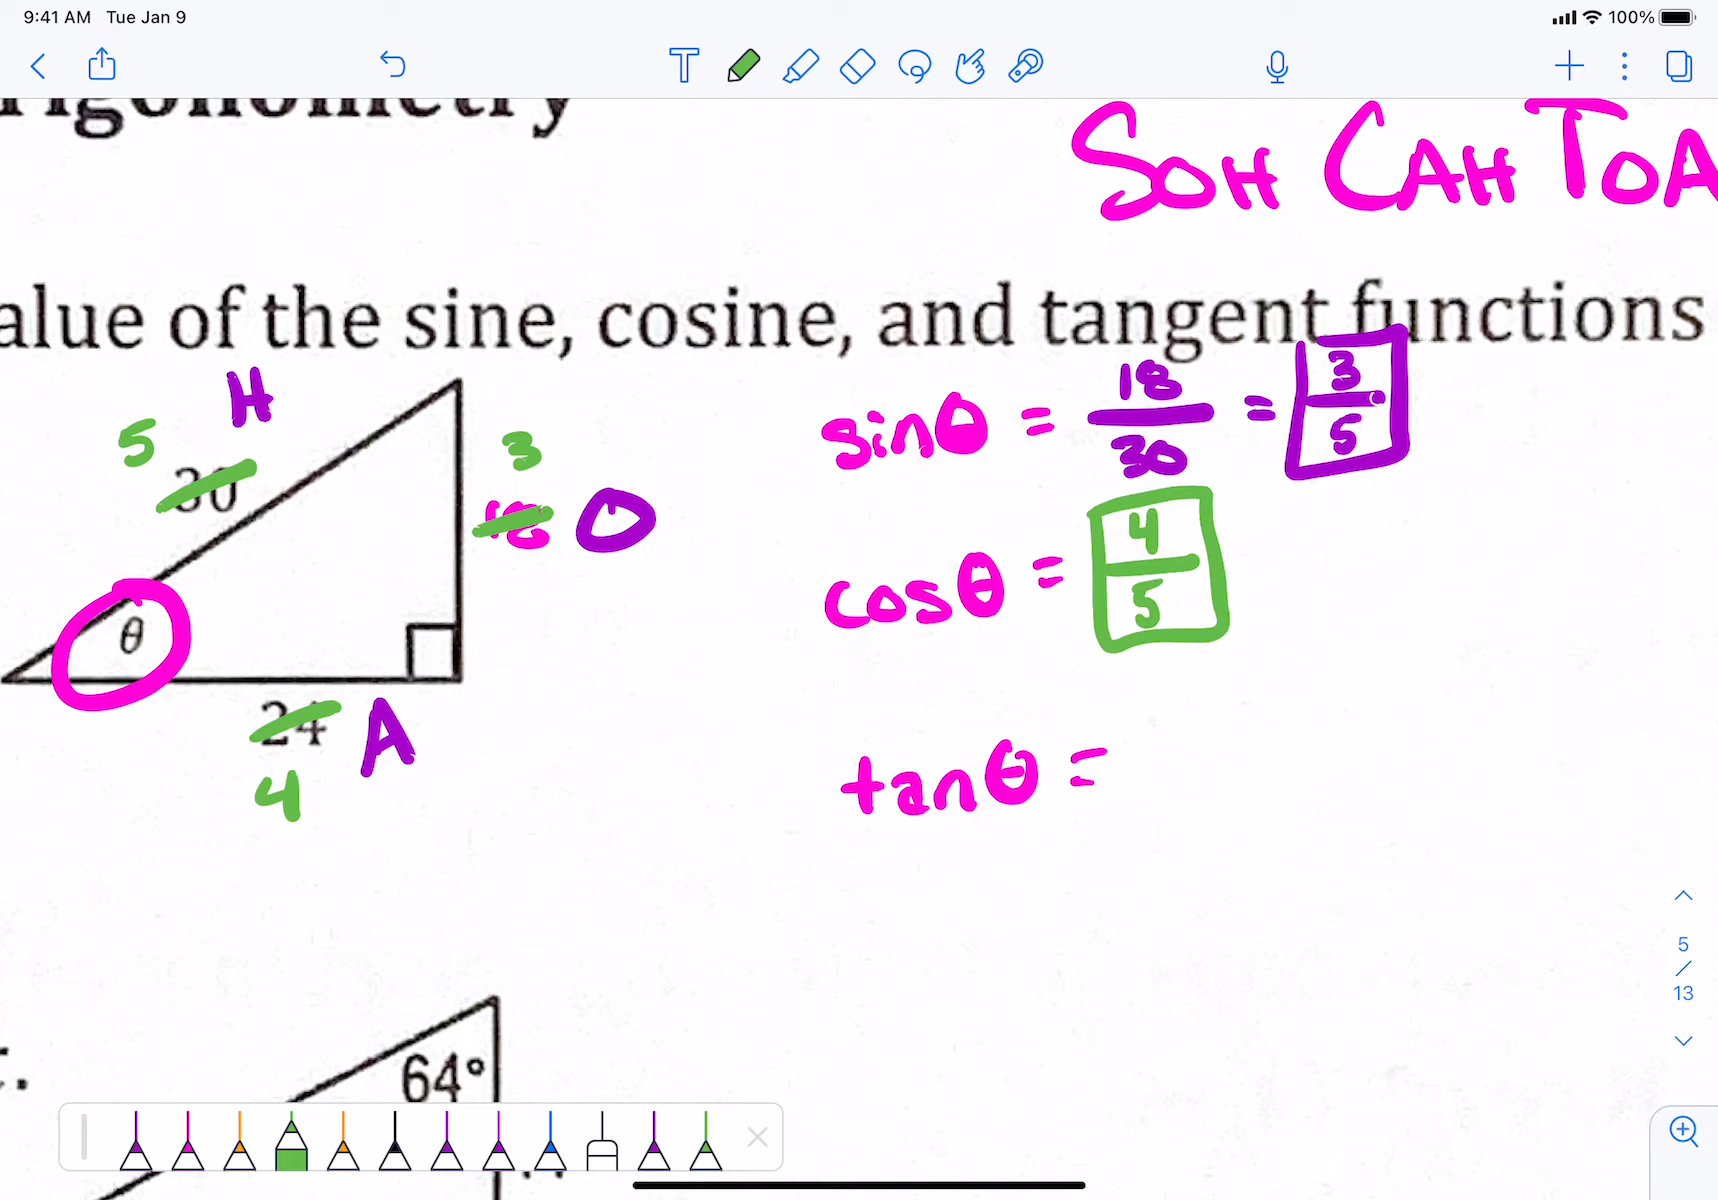 9:41 AM Tue Jan 9
100%
rigonometry
SOH CAH TOA
alue of the sine, cosine, and tangent functions
H
5
30
3
18 O
θ
24 A
4
sinθ = 18/30 = 3/5
cosθ = 4/5
tanθ =
5
/
13
64°